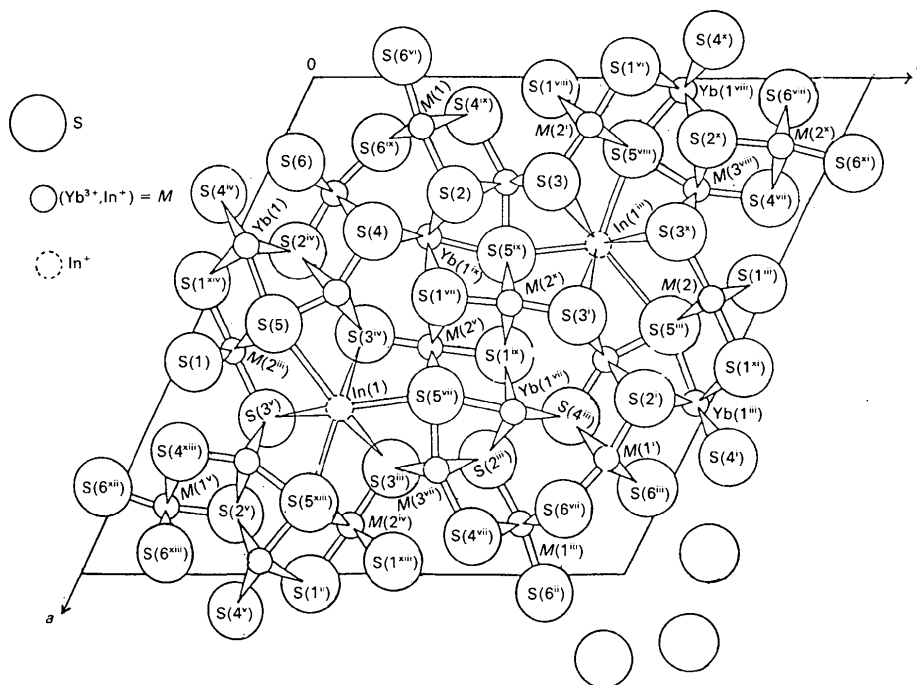 S(6ᵛⁱ)
S(4ˣ)
0
S(1ᵛⁱⁱⁱ)
S(1ᵛⁱ)
M(1)
S(4ⁱˣ)
Yb(1ᵛⁱⁱⁱ)
S(6ᵛⁱⁱⁱ)
S
M(2ⁱ)
S(6ⁱˣ)
S(2ˣ)
M(2ˣ)
S(6)
S(5ᵛⁱⁱⁱ)
S(6ˣⁱ)
S(4ⁱᵛ)
S(2)
S(3)
M(3ᵛⁱⁱⁱ)
S(4ᵛⁱⁱ)
(Yb³⁺,In⁺) = M
Yb(1)
S(4)
In(1ⁱⁱⁱ)
S(3ˣ)
S(2ⁱᵛ)
S(5ⁱˣ)
In⁺
Yb(1ⁱˣ)
S(1ˣⁱᵛ)
S(1ᵛⁱⁱ)
M(2ˣ)
M(2)
S(1ⁱⁱⁱ)
S(5)
S(3ⁱᵛ)
S(3ⁱ)
S(5ⁱⁱⁱ)
M(2ᵛ)
S(1)
M(2ⁱⁱⁱ)
S(1ⁱˣ)
S(1ˣⁱ)
In(1)
Yb(1ᵛⁱⁱ)
S(3ᵛ)
S(5ᵛⁱⁱ)
S(4ⁱⁱⁱ)
S(2ⁱ)
Yb(1ⁱⁱⁱ)
S(4ˣⁱⁱⁱ)
M(1ⁱ)
S(4ⁱ)
S(3ⁱⁱⁱ)
S(2ⁱⁱⁱ)
S(6ˣⁱⁱ)
M(1ᵛ)
S(5ˣⁱⁱⁱ)
M(3ᵛⁱⁱ)
S(6ⁱⁱⁱ)
S(2ᵛ)
M(2ⁱᵛ)
S(6ᵛⁱⁱ)
S(4ᵛⁱⁱ)
S(6ˣⁱⁱⁱ)
S(1ˣⁱⁱⁱ)
M(1ⁱⁱⁱ)
S(1ⁱⁱ)
S(6ⁱⁱ)
S(4ᵛ)
a